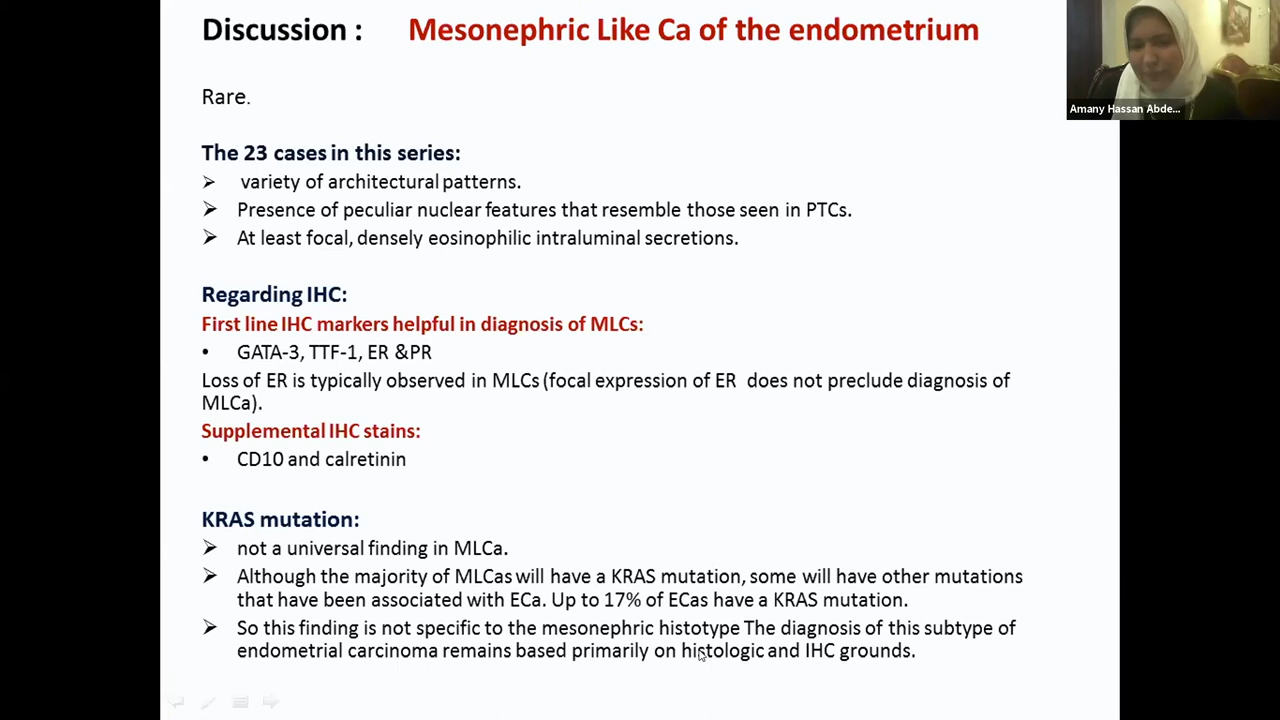 Discussion : Mesonephric Like Ca of the endometrium
Amany Hassan Abde...
Rare.
The 23 cases in this series:
➢ variety of architectural patterns.
➢ Presence of peculiar nuclear features that resemble those seen in PTCs.
➢ At least focal, densely eosinophilic intraluminal secretions.
Regarding IHC:
First line IHC markers helpful in diagnosis of MLCs:
• GATA-3, TTF-1, ER &PR
Loss of ER is typically observed in MLCs (focal expression of ER does not preclude diagnosis of
MLCa).
Supplemental IHC stains:
• CD10 and calretinin
KRAS mutation:
➢ not a universal finding in MLCa.
➢ Although the majority of MLCas will have a KRAS mutation, some will have other mutations
that have been associated with ECa. Up to 17% of ECas have a KRAS mutation.
➢ So this finding is not specific to the mesonephric histotype The diagnosis of this subtype of
endometrial carcinoma remains based primarily on histologic and IHC grounds.